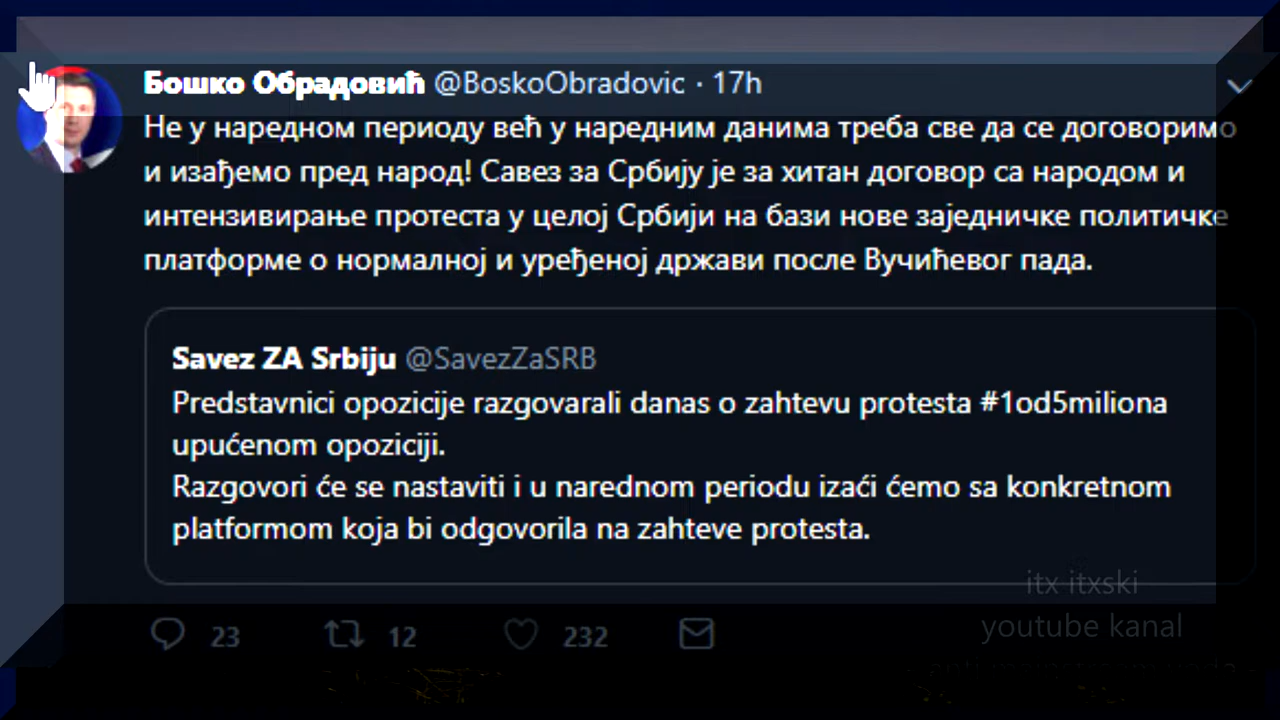 Бошко Обрадовић @BoskoObradovic · 17h
Не у наредном периоду већ у наредним данима треба све да се договоримо
и изађемо пред народ! Савез за Србију је за хитан договор са народом и
интензивирање протеста у целој Србији на бази нове заједничке политичке
платформе о нормалној и уређеној држави после Вучићевог пада.
Savez ZA Srbiju @SavezZaSRB
Predstavnici opozicije razgovarali danas o zahtevu protesta #1od5miliona
upućenom opoziciji.
Razgovori će se nastaviti i u narednom periodu izaći ćemo sa konkretnom
platformom koja bi odgovorila na zahteve protesta.
itx itxski
youtube kanal
23 12 232